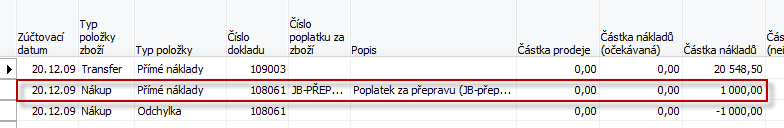 Zúčtovací datum Typ položky zboží Typ položky Číslo dokladu Číslo poplatku za zboží Popis Částka prodeje Částka nákladů (očekávaná) Částka nákladů Čás (nei
20.12.09 Transfer Přímé náklady 109003 0,00 0,00 20 548,50
20.12.09 Nákup Přímé náklady 108061 JB-PŘEP... Poplatek za přepravu (JB-přep... 0,00 0,00 1 000,00
20.12.09 Nákup Odchylka 108061 0,00 0,00 -1 000,00